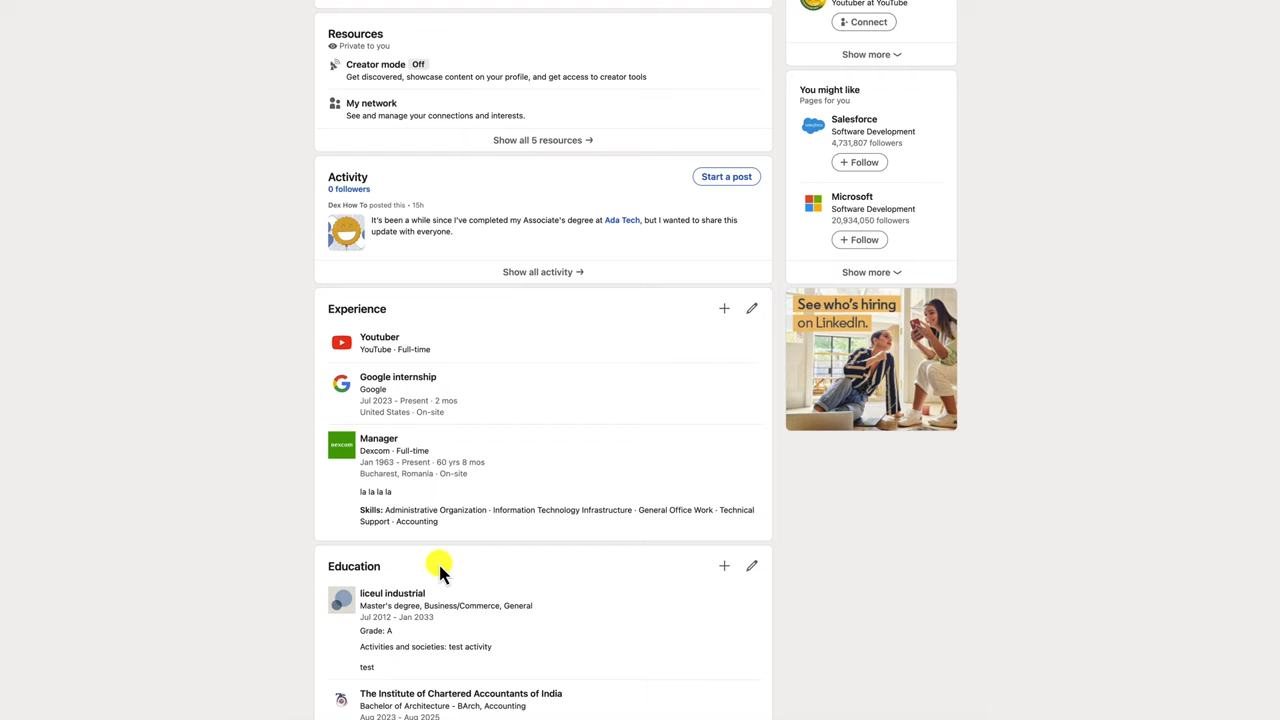 Resources
Private to you
Creator mode Off
Get discovered, showcase content on your profile, and get access to creator tools
My network
See and manage your connections and interests.
Show all 5 resources →
Activity
Start a post
0 followers
Dex How To posted this • 15h
It's been a while since I've completed my Associate's degree at Ada Tech, but I wanted to share this
update with everyone.
Show all activity →
Experience
Youtuber
YouTube · Full-time
Google internship
Google
Jul 2023 - Present · 2 mos
United States · On-site
DEXCOM
Manager
Dexcom · Full-time
Jan 1963 - Present · 60 yrs 8 mos
Bucharest, Romania · On-site
la la la la
Skills: Administrative Organization · Information Technology Infrastructure · General Office Work · Technical
Support · Accounting
Education
liceul industrial
Master's degree, Business/Commerce, General
Jul 2012 - Jan 2033
Grade: A
Activities and societies: test activity
test
The Institute of Chartered Accountants of India
Bachelor of Architecture - BArch, Accounting
Aug 2023 - Aug 2025
Youtuber at YouTube
Connect
Show more
You might like
Pages for you
salesforce
Salesforce
Software Development
4,731,807 followers
+ Follow
Microsoft
Software Development
20,934,050 followers
+ Follow
Show more
See who's hiring
on LinkedIn.